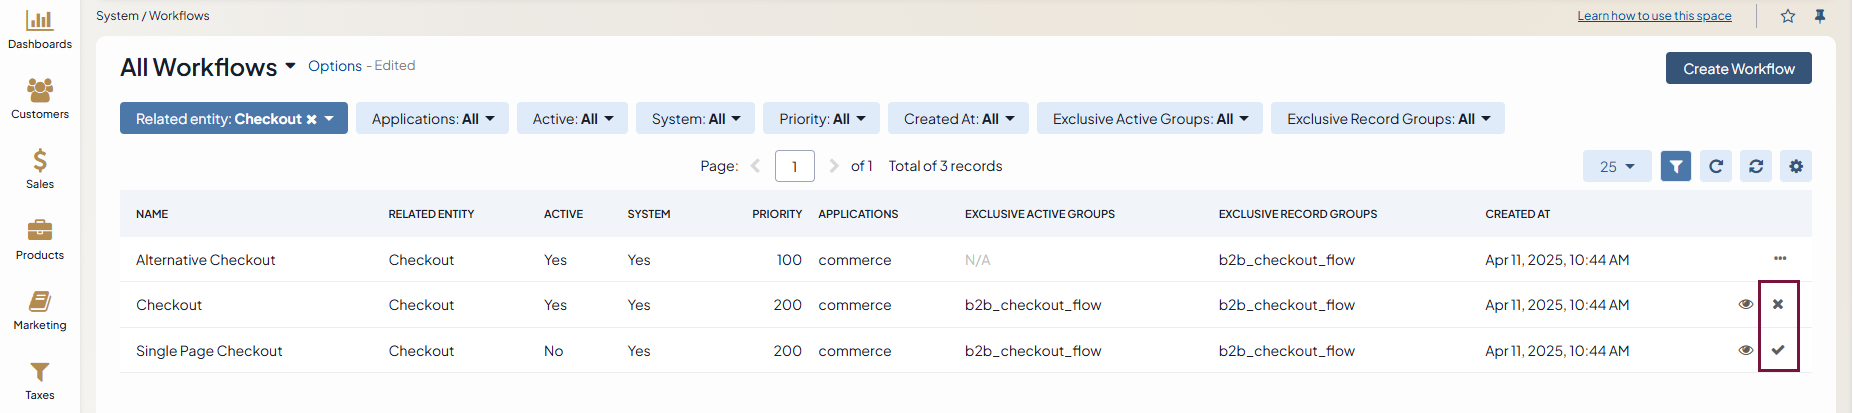 System / Workflows
Learn how to use this space
Dashboards
Customers
Sales
Products
Marketing
Taxes
All Workflows Options - Edited
Create Workflow
Related entity: Checkout Applications: All Active: All System: All Priority: All Created At: All Exclusive Active Groups: All Exclusive Record Groups: All
Page: 1 of 1 Total of 3 records 25
NAME RELATED ENTITY ACTIVE SYSTEM PRIORITY APPLICATIONS EXCLUSIVE ACTIVE GROUPS EXCLUSIVE RECORD GROUPS CREATED AT
Alternative Checkout Checkout Yes Yes 100 commerce N/A b2b_checkout_flow Apr 11, 2025, 10:44 AM
Checkout Checkout Yes Yes 200 commerce b2b_checkout_flow b2b_checkout_flow Apr 11, 2025, 10:44 AM
Single Page Checkout Checkout No Yes 200 commerce b2b_checkout_flow b2b_checkout_flow Apr 11, 2025, 10:44 AM